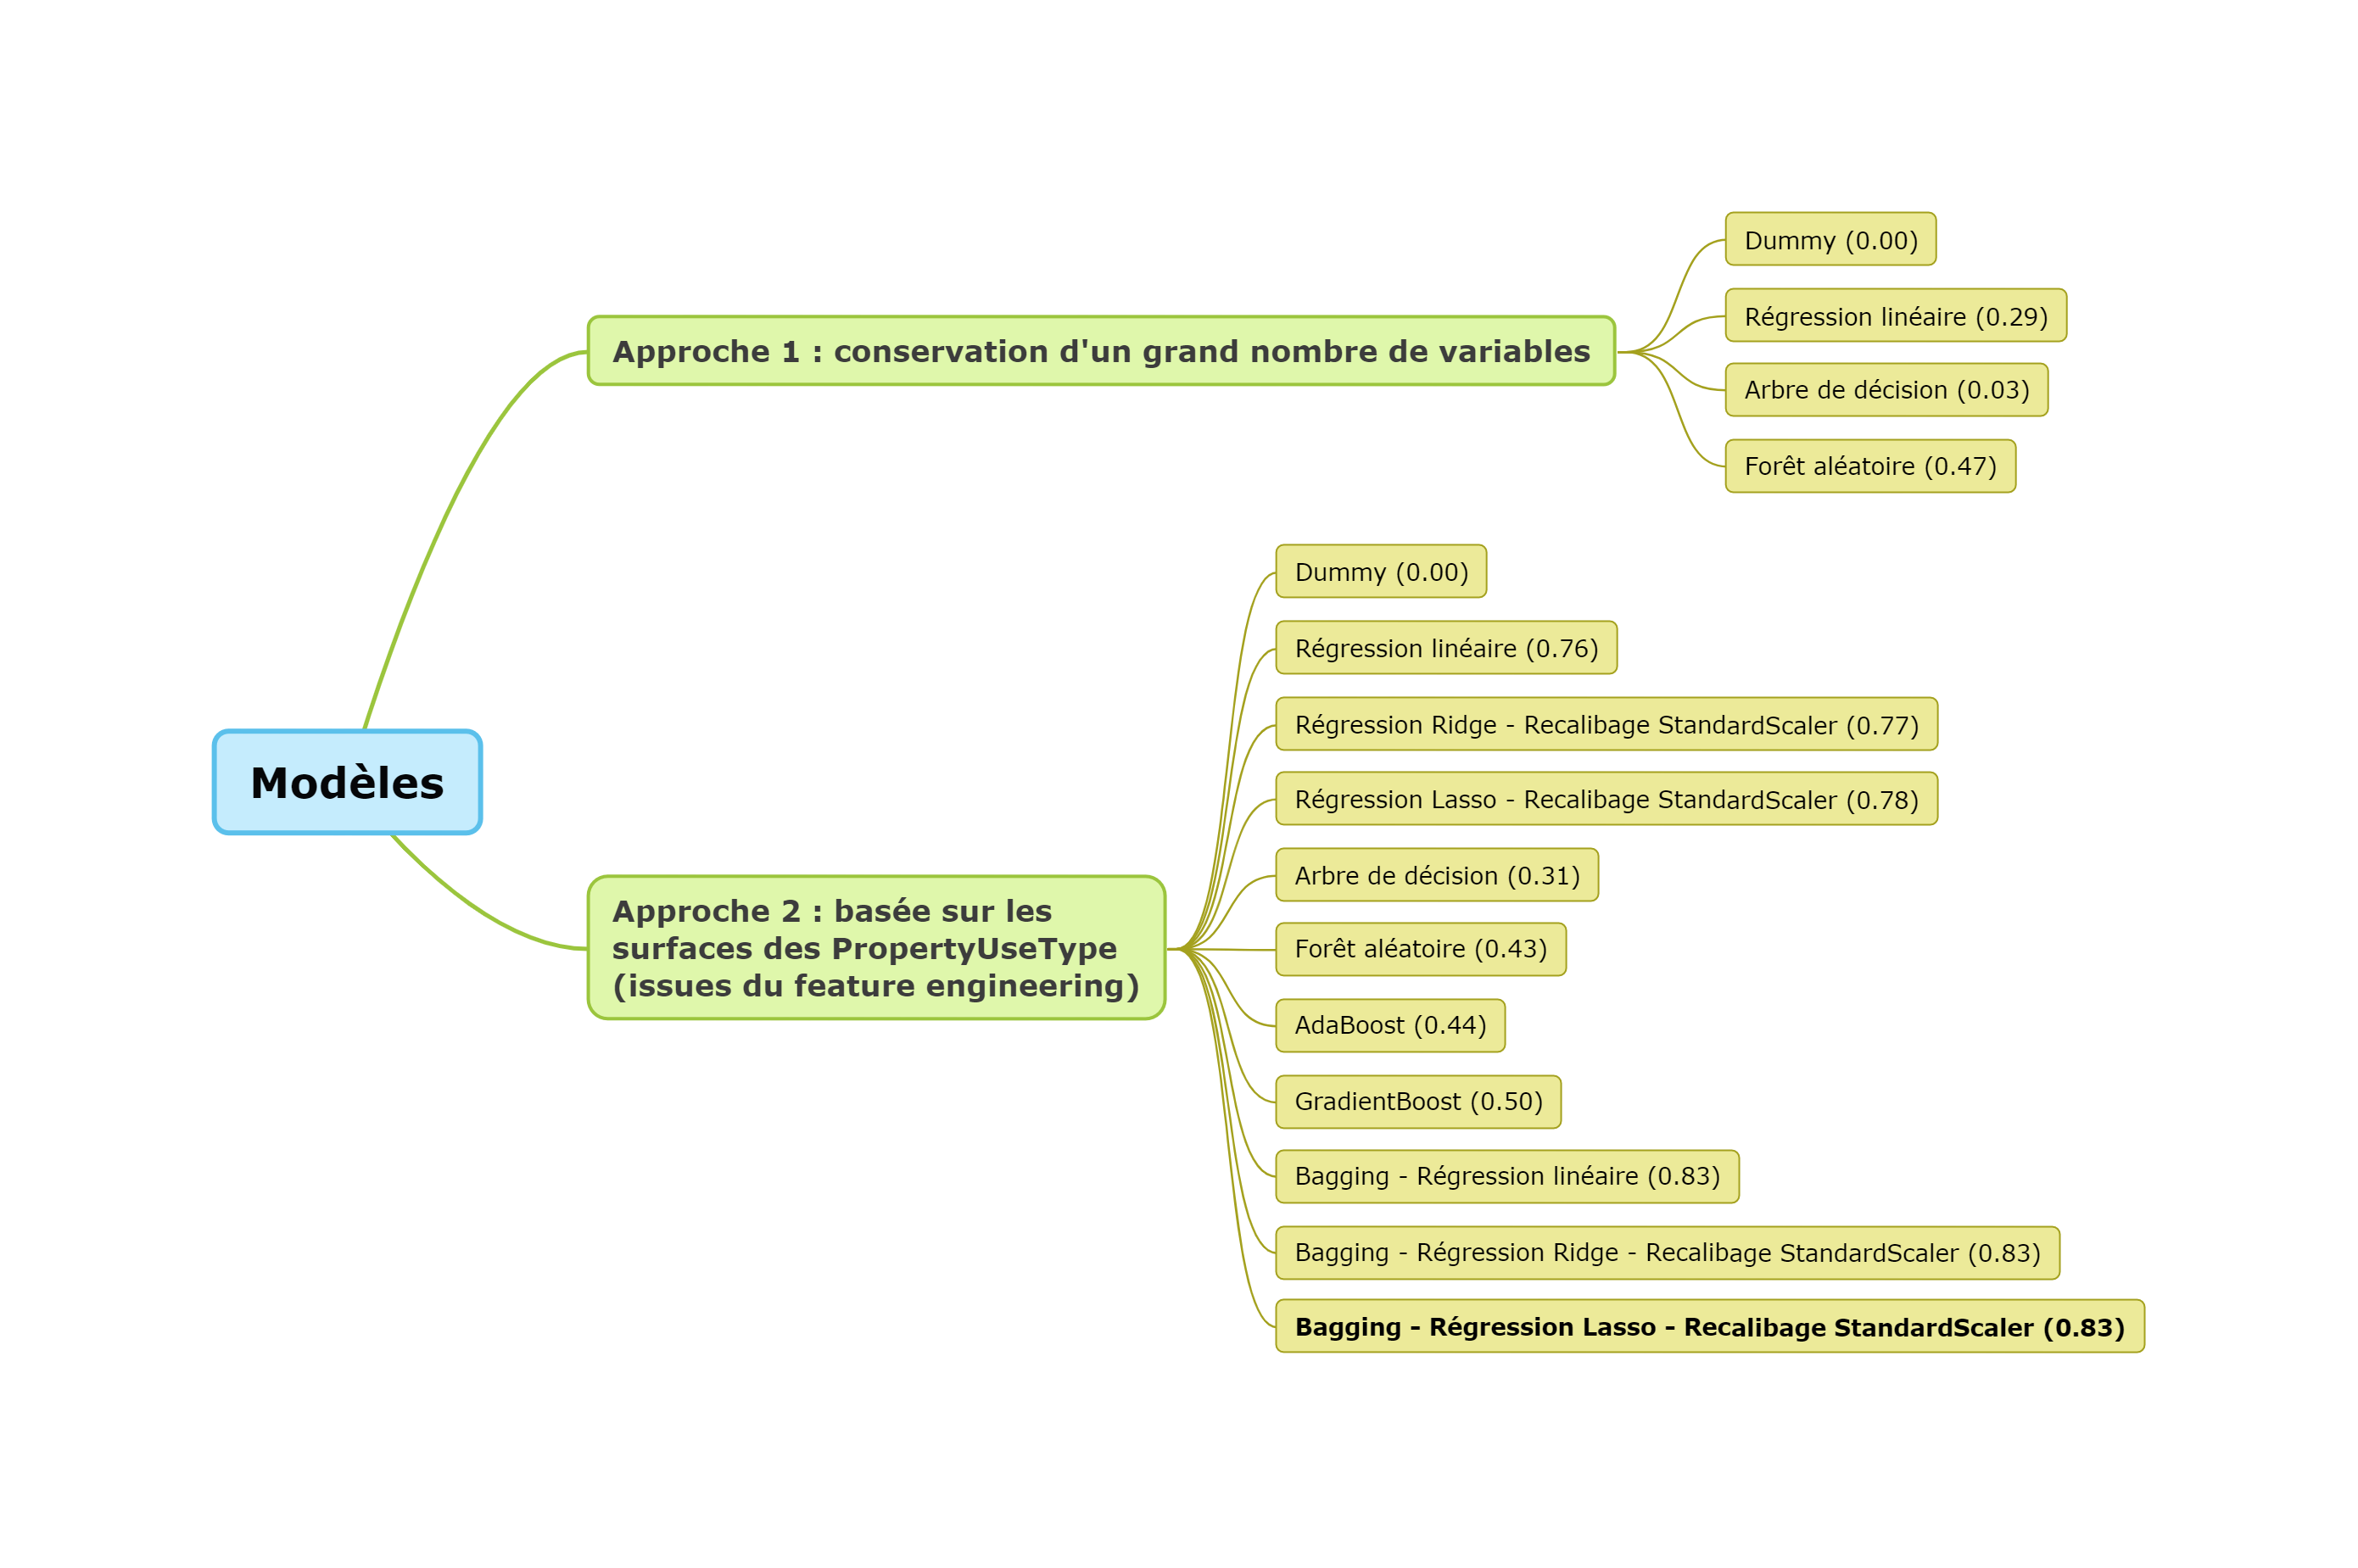 Modèles
Approche 1 : conservation d'un grand nombre de variables
Dummy (0.00)
Régression linéaire (0.29)
Arbre de décision (0.03)
Forêt aléatoire (0.47)
Approche 2 : basée sur les
surfaces des PropertyUseType
(issues du feature engineering)
Dummy (0.00)
Régression linéaire (0.76)
Régression Ridge - Recalibage StandardScaler (0.77)
Régression Lasso - Recalibage StandardScaler (0.78)
Arbre de décision (0.31)
Forêt aléatoire (0.43)
AdaBoost (0.44)
GradientBoost (0.50)
Bagging - Régression linéaire (0.83)
Bagging - Régression Ridge - Recalibage StandardScaler (0.83)
Bagging - Régression Lasso - Recalibage StandardScaler (0.83)